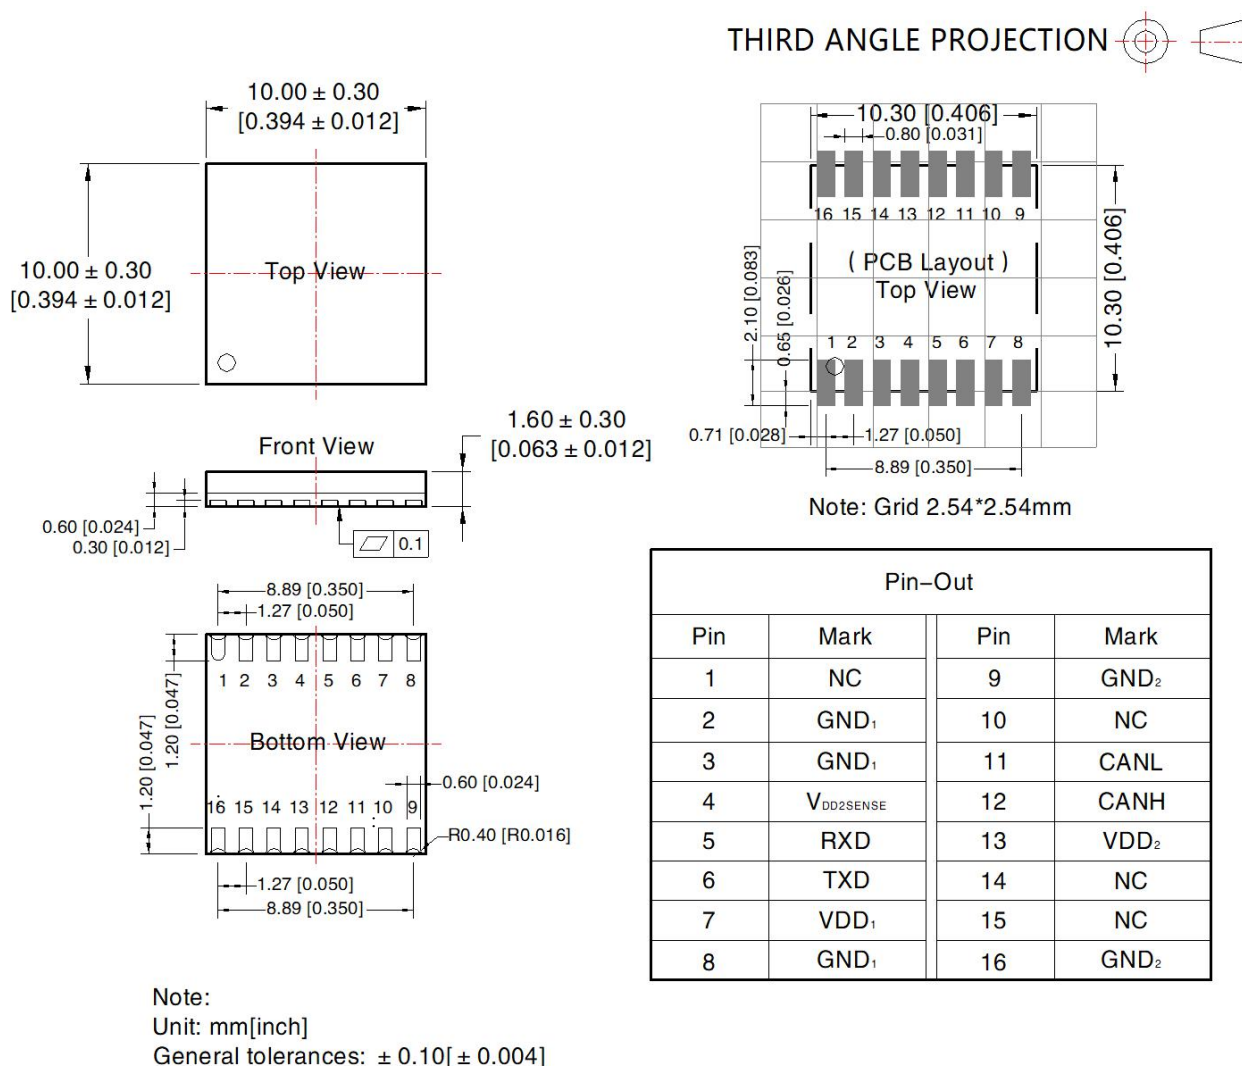 THIRD ANGLE PROJECTION
10.00 ± 0.30
[0.394 ± 0.012]
10.00 ± 0.30
[0.394 ± 0.012]
Top View
10.30 [0.406]
0.80 [0.031]
16 15 14 13 12 11 10 9
( PCB Layout )
Top View
10.30 [0.406]
2.10 [0.083]
0.65 [0.026]
1 2 3 4 5 6 7 8
0.71 [0.028]
1.27 [0.050]
8.89 [0.350]
Note: Grid 2.54*2.54mm
Front View
1.60 ± 0.30
[0.063 ± 0.012]
0.60 [0.024]
0.30 [0.012]
0.1
8.89 [0.350]
1.27 [0.050]
1 2 3 4 5 6 7 8
1.20 [0.047]
1.20 [0.047]
Bottom View
0.60 [0.024]
16 15 14 13 12 11 10 9
R0.40 [R0.016]
1.27 [0.050]
8.89 [0.350]
Pin-Out
Pin Mark Pin Mark
1 NC 9 GND₂
2 GND₁ 10 NC
3 GND₁ 11 CANL
4 VDD2SENSE 12 CANH
5 RXD 13 VDD₂
6 TXD 14 NC
7 VDD₁ 15 NC
8 GND₁ 16 GND₂
Note:
Unit: mm[inch]
General tolerances: ± 0.10[ ± 0.004]